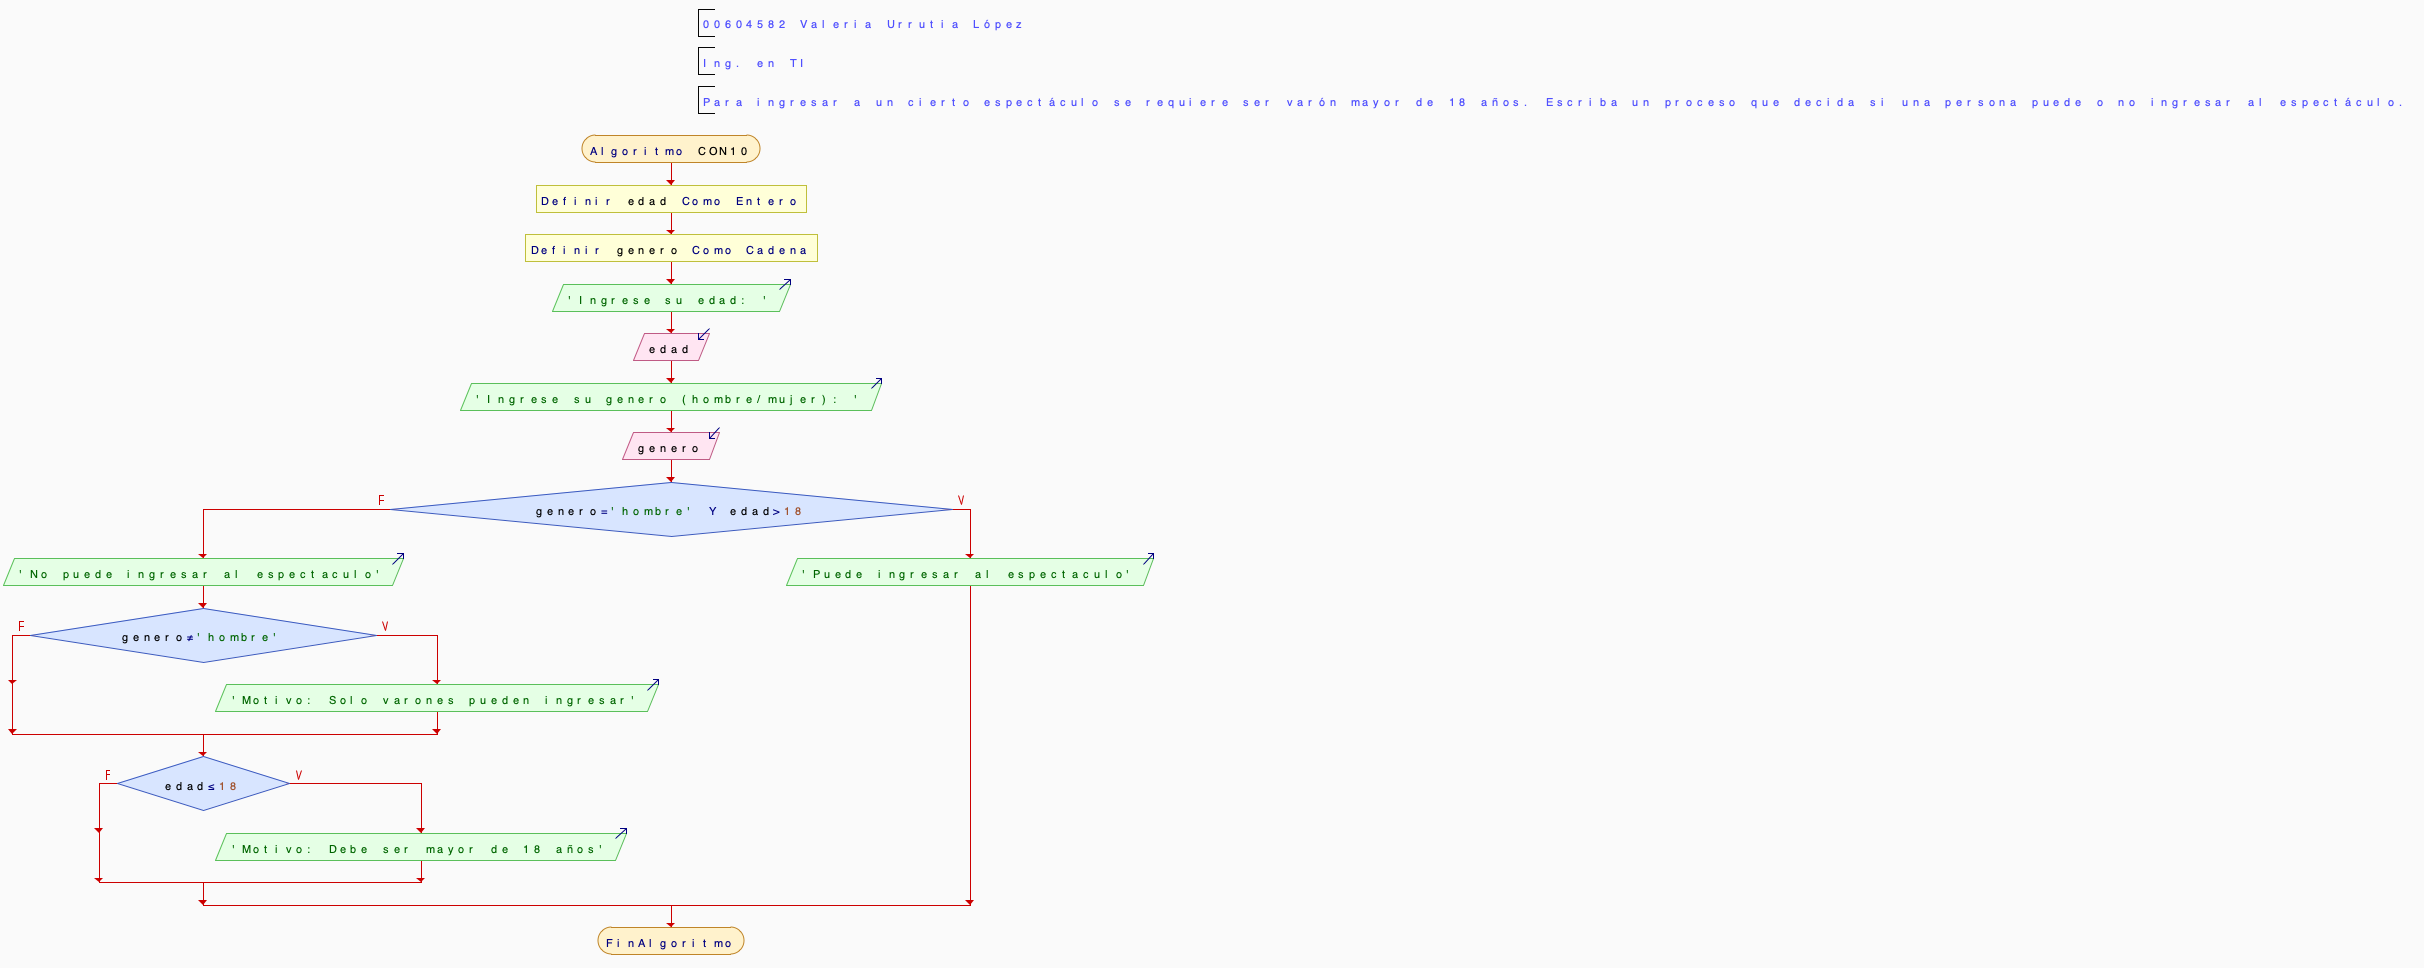 00604582 Valeria Urrutia López
Ing. en TI
Para ingresar a un cierto espectáculo se requiere ser varón mayor de 18 años. Escriba un proceso que decida si una persona puede o no ingresar al espectáculo.
Algoritmo CON10
Definir edad Como Entero
Definir genero Como Cadena
'Ingrese su edad: '
edad
'Ingrese su genero (hombre/mujer): '
genero
F V
genero='hombre' Y edad>18
'No puede ingresar al espectaculo' 'Puede ingresar al espectaculo'
F V
genero≠'hombre'
'Motivo: Solo varones pueden ingresar'
F V
edad≤18
'Motivo: Debe ser mayor de 18 años'
FinAlgoritmo